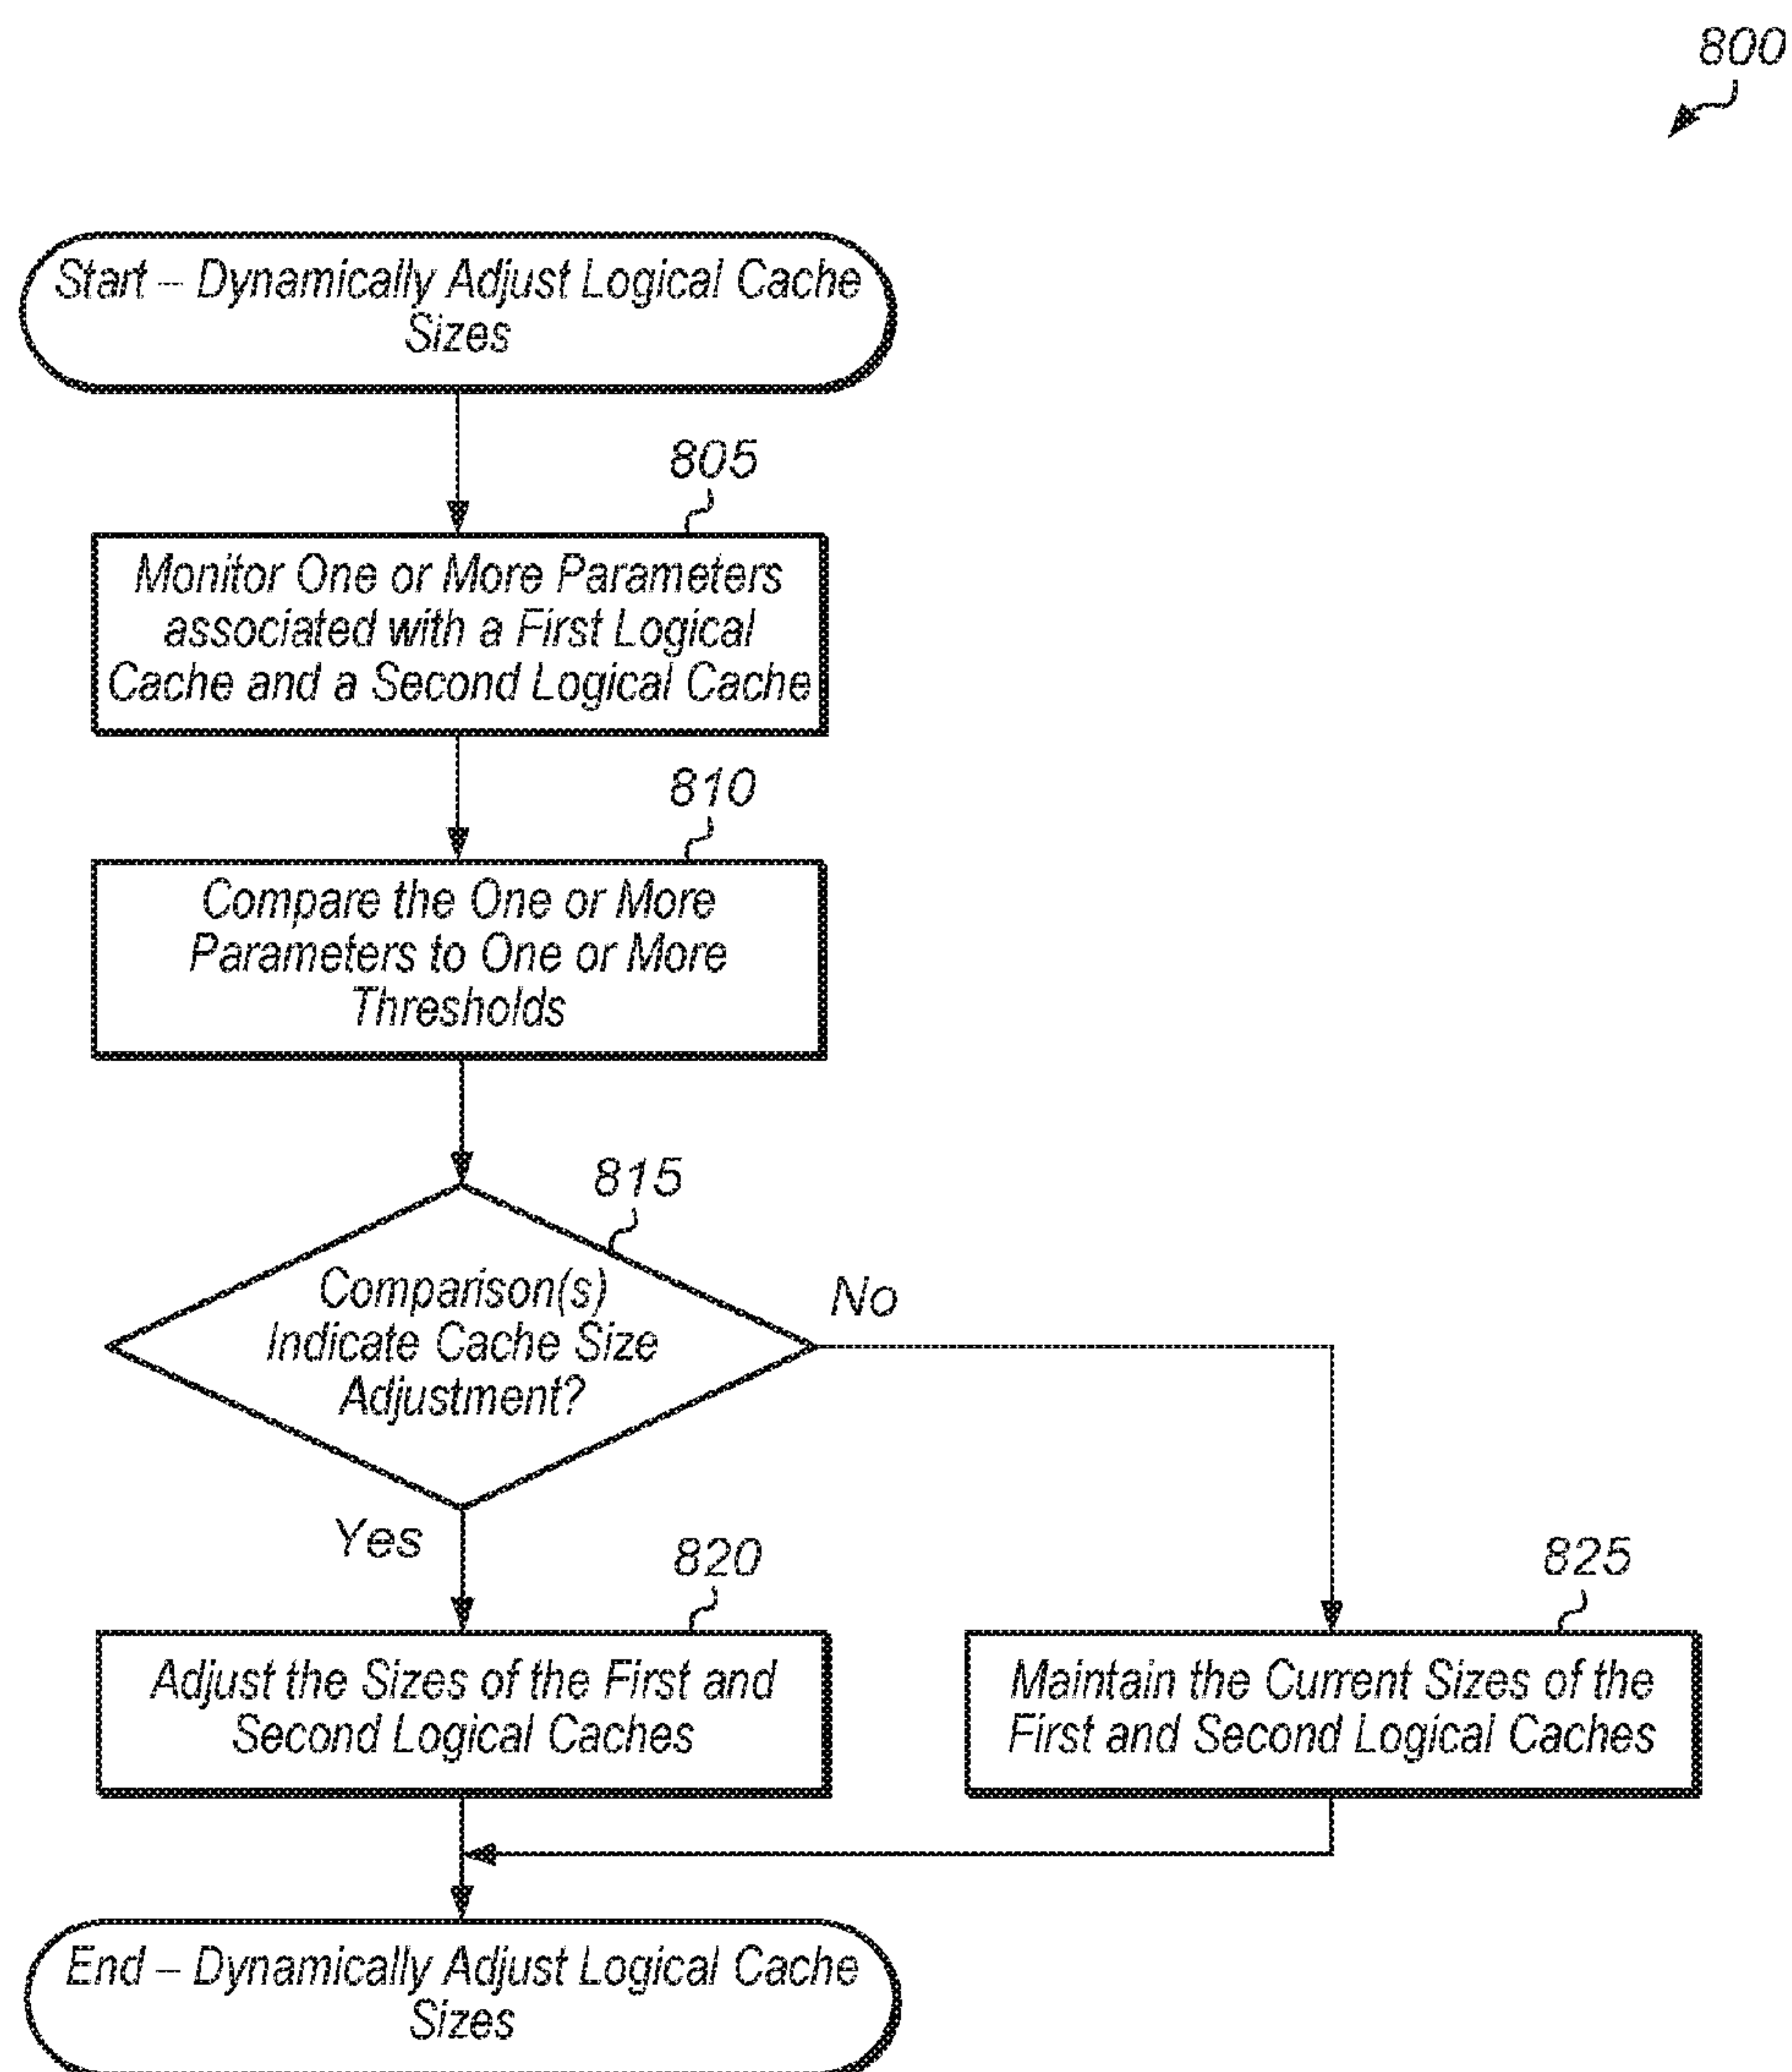 800
Start – Dynamically Adjust Logical Cache
Sizes
805
Monitor One or More Parameters
associated with a First Logical
Cache and a Second Logical Cache
810
Compare the One or More
Parameters to One or More
Thresholds
815
Comparison(s)
Indicate Cache Size
Adjustment?
No
Yes
820
Adjust the Sizes of the First and
Second Logical Caches
825
Maintain the Current Sizes of the
First and Second Logical Caches
End – Dynamically Adjust Logical Cache
Sizes